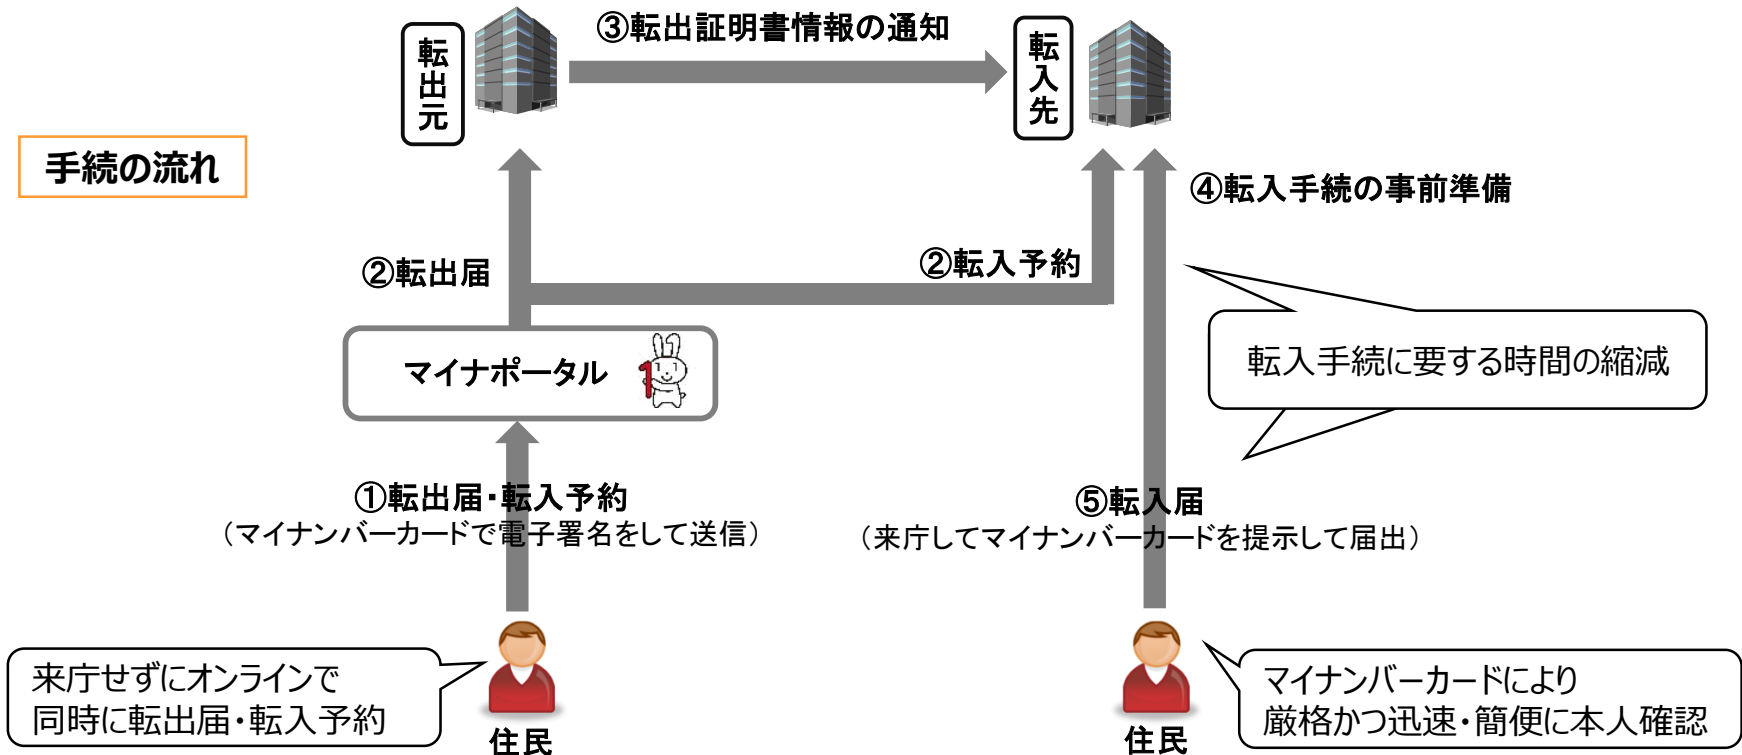 手続の流れ
転出元
③転出証明書情報の通知
転入先
④転入手続の事前準備
②転出届
②転入予約
マイナポータル
1
転入手続に要する時間の縮減
①転出届・転入予約
（マイナンバーカードで電子署名をして送信）
⑤転入届
（来庁してマイナンバーカードを提示して届出）
来庁せずにオンラインで
同時に転出届・転入予約
住民
住民
マイナンバーカードにより
厳格かつ迅速・簡便に本人確認